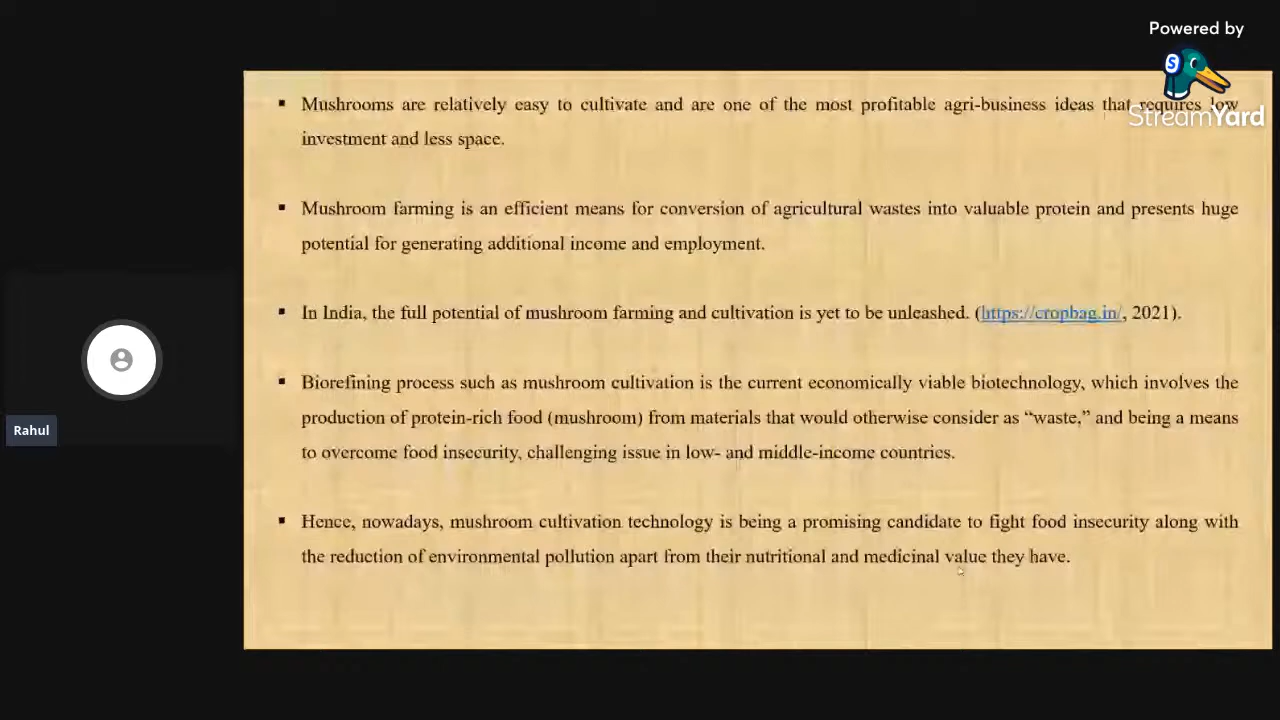 Powered by
StreamYard
▪ Mushrooms are relatively easy to cultivate and are one of the most profitable agri-business ideas that requires low
investment and less space.
▪ Mushroom farming is an efficient means for conversion of agricultural wastes into valuable protein and presents huge
potential for generating additional income and employment.
▪ In India, the full potential of mushroom farming and cultivation is yet to be unleashed. (https://cropbag.in/, 2021).
▪ Biorefining process such as mushroom cultivation is the current economically viable biotechnology, which involves the
production of protein-rich food (mushroom) from materials that would otherwise consider as “waste,” and being a means
to overcome food insecurity, challenging issue in low- and middle-income countries.
▪ Hence, nowadays, mushroom cultivation technology is being a promising candidate to fight food insecurity along with
the reduction of environmental pollution apart from their nutritional and medicinal value they have.
Rahul